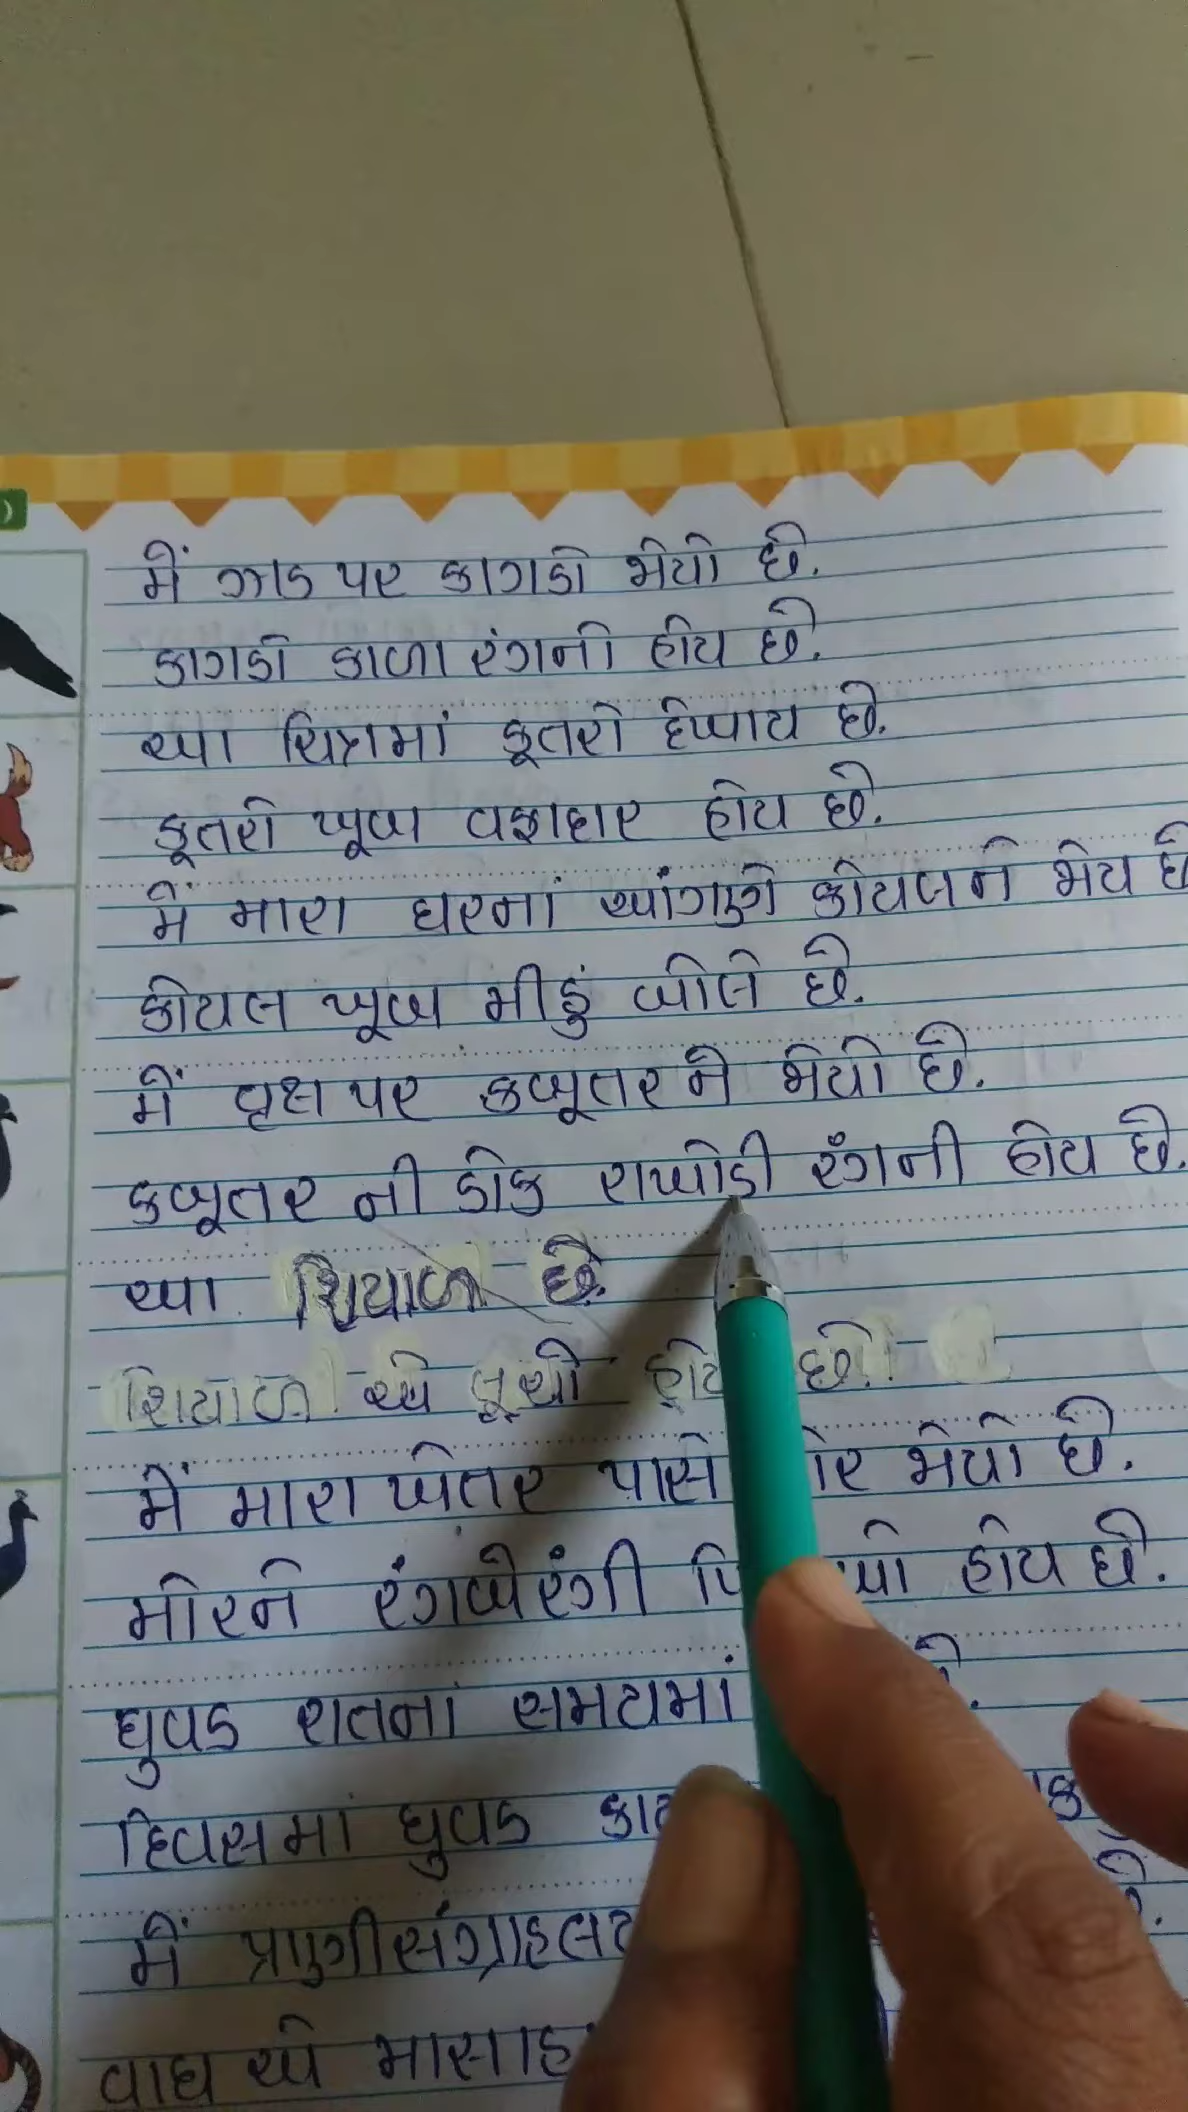 મેં ઝાડ પર કાગડો જોયો છે.
કાગડો કાળા રંગનો હોય છે.
આ ચિત્રમાં કૂતરો દેખાય છે.
કૂતરો ખૂબ વફાદાર હોય છે.
મેં મારા ઘરનાં આંગણે કોયલને જોય છે
કોયલ ખૂબ મીઠું બોલે છે.
મેં વૃક્ષ પર કબૂતર ને જોયો છે.
કબૂતર ની ડોક રાખોડી રંગની હોય છે.
આ શિયાળ છે.
શિયાળ એ લૂચો હોય છે.
મેં મારા ખેતર પાસે જોયો છે.
મોરને રંગબેરંગી હોય છે.
ઘુવડ રાતનાં સમયમાં
દિવસમાં ઘુવડ
મેં
વાઘ એ